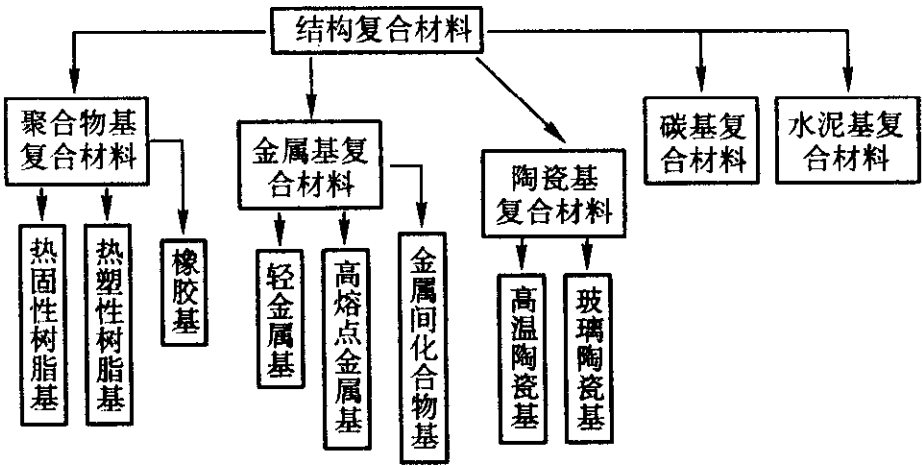 结构复合材料
聚合物基
复合材料
金属基复
合材料
陶瓷基
复合材料
碳基复
合材料
水泥基复
合材料
热固性树脂基
热塑性树脂基
橡胶基
轻金属基
高熔点金属基
金属间化合物基
高温陶瓷基
玻璃陶瓷基